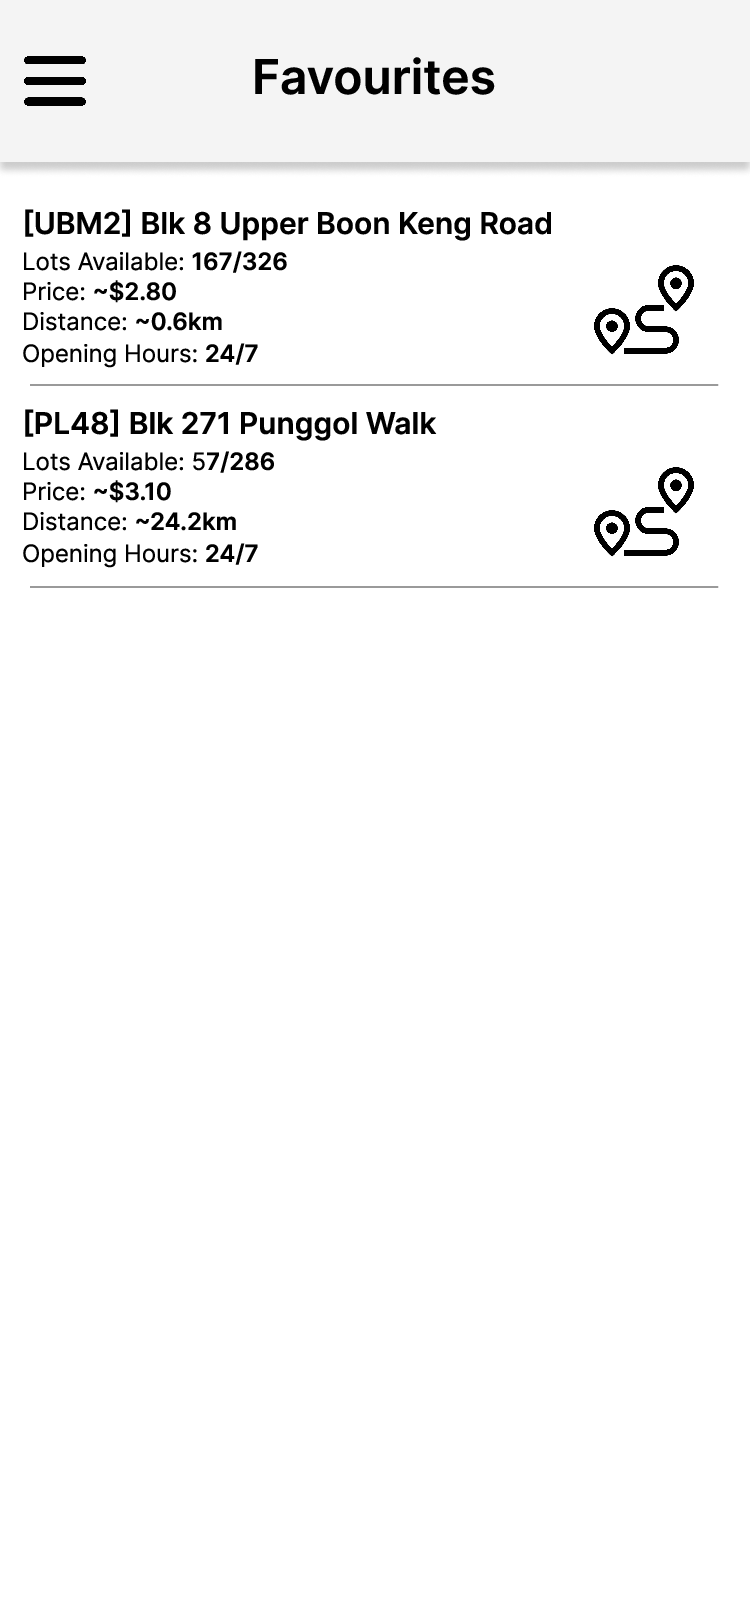 Favourites
[UBM2] Blk 8 Upper Boon Keng Road
Lots Available: 167/326
Price: ~$2.80
Distance: ~0.6km
Opening Hours: 24/7
[PL48] Blk 271 Punggol Walk
Lots Available: 57/286
Price: ~$3.10
Distance: ~24.2km
Opening Hours: 24/7